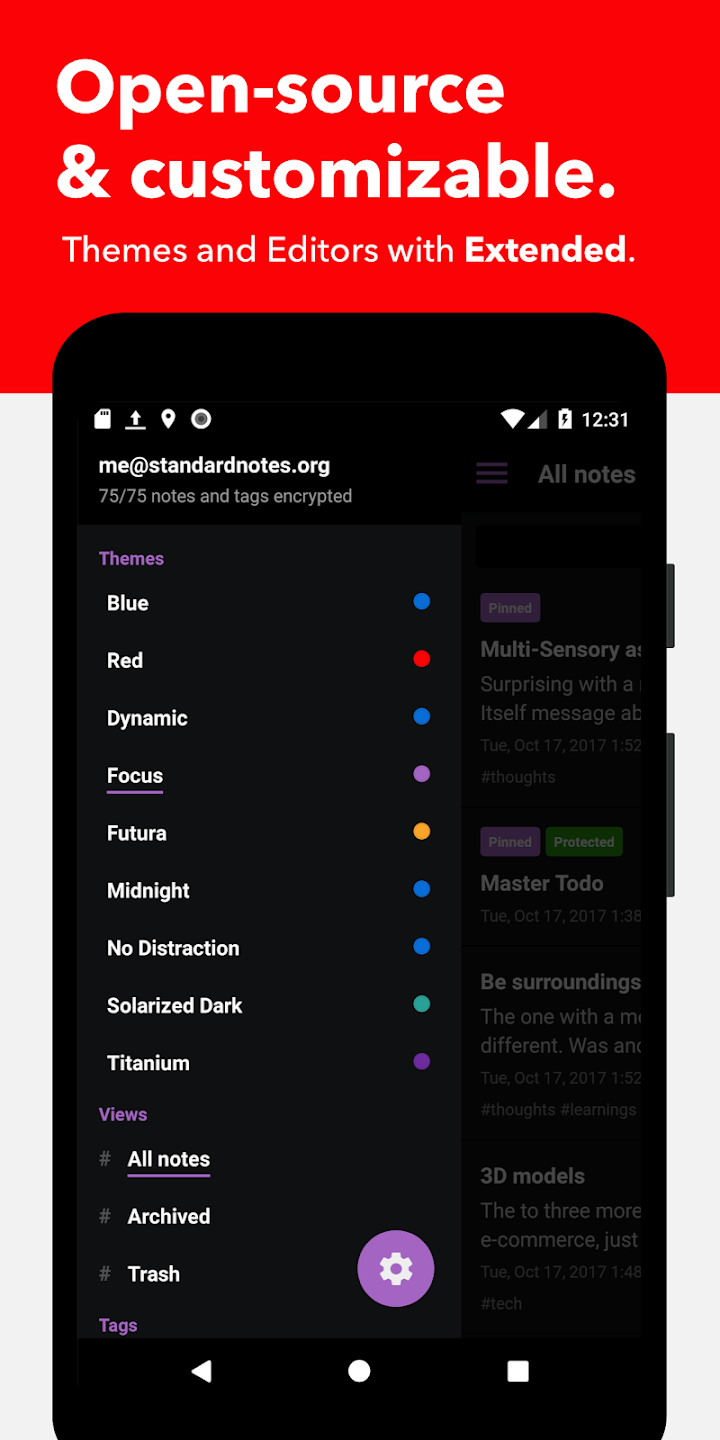 Open-source
& customizable.
Themes and Editors with Extended.
12:31
me@standardnotes.org
75/75 notes and tags encrypted
Themes
Blue
Red
Dynamic
Focus
Futura
Midnight
No Distraction
Solarized Dark
Titanium
Views
# All notes
# Archived
# Trash
Tags
All notes
Pinned
Multi-Sensory as
Surprising with a
Itself message ab
Tue, Oct 17, 2017 1:52
#thoughts
Pinned Protected
Master Todo
Tue, Oct 17, 2017 1:38
Be surroundings
The one with a me
different. Was and
Tue, Oct 17, 2017 1:52
#thoughts #learnings
3D models
The to three more
e-commerce, just
Tue, Oct 17, 2017 1:48
#tech